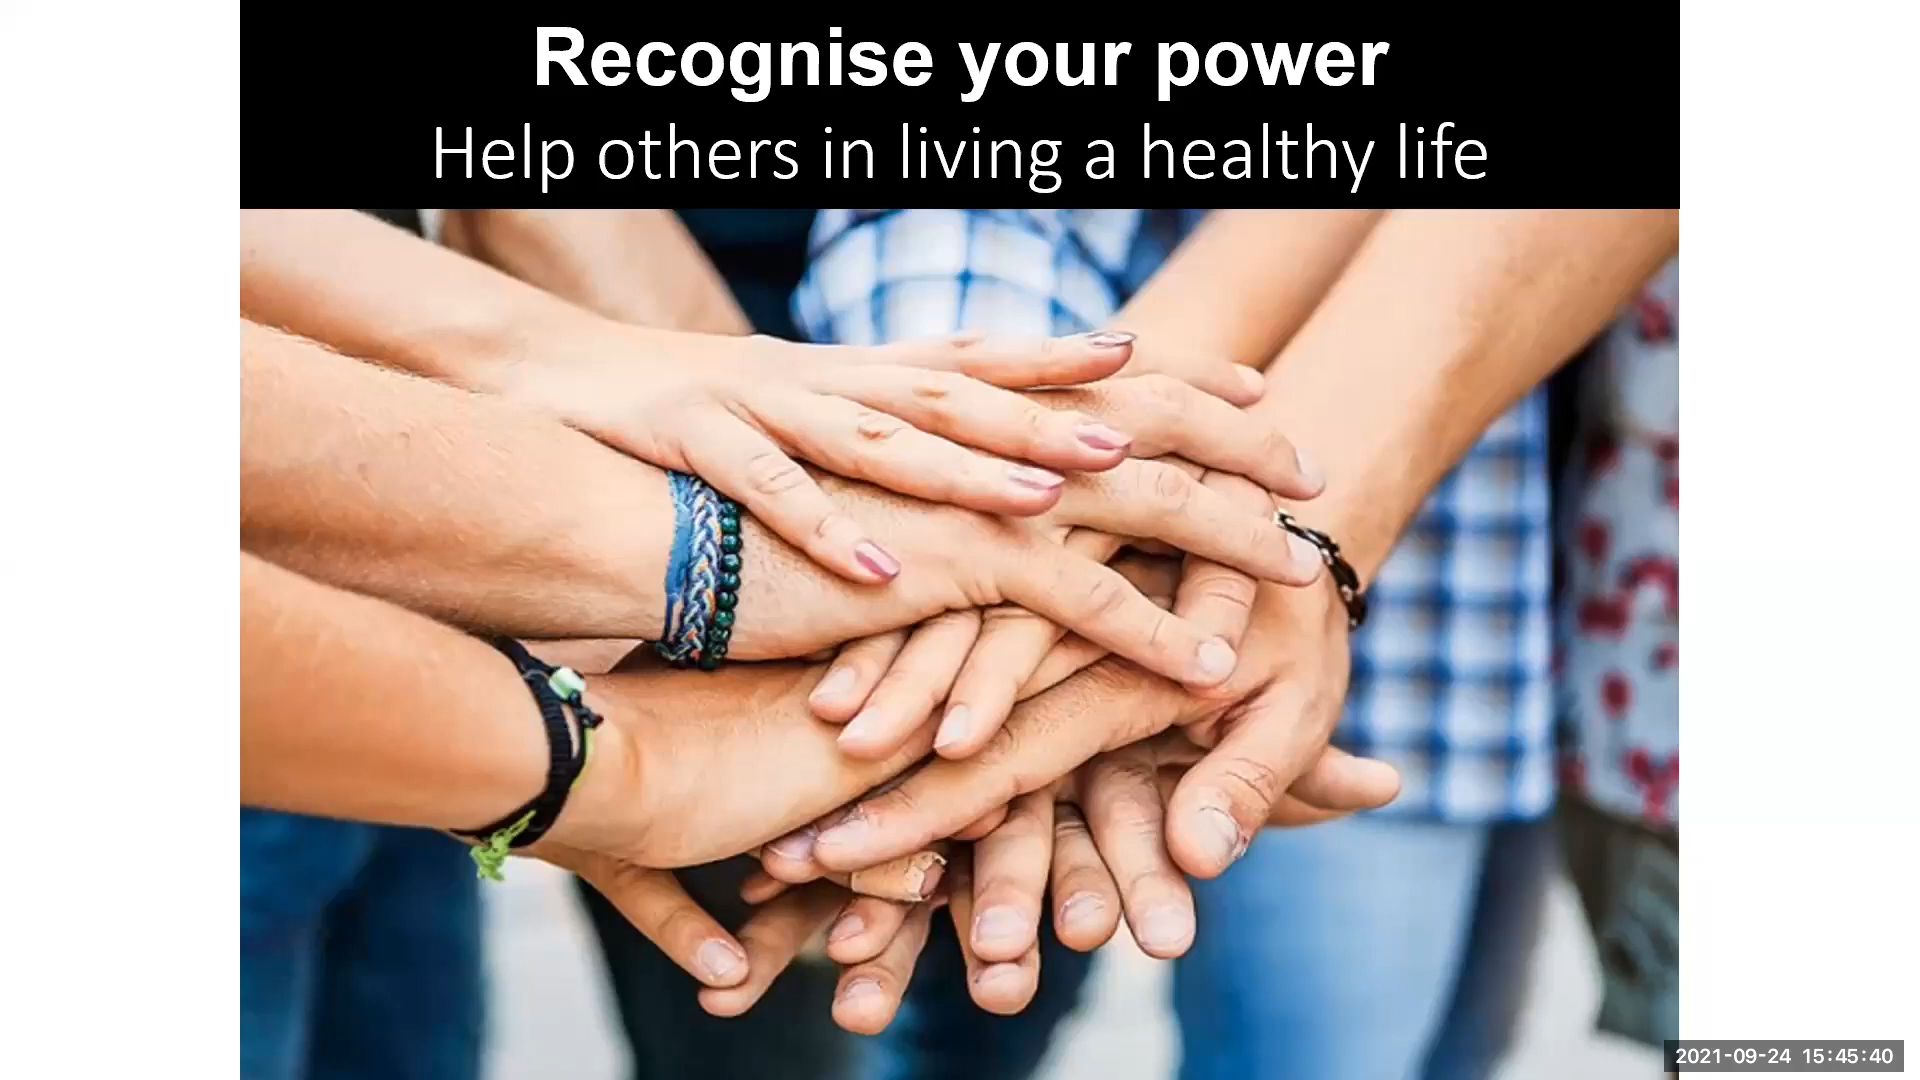 Recognise your power
Help others in living a healthy life
2021-09-24 15:45:40